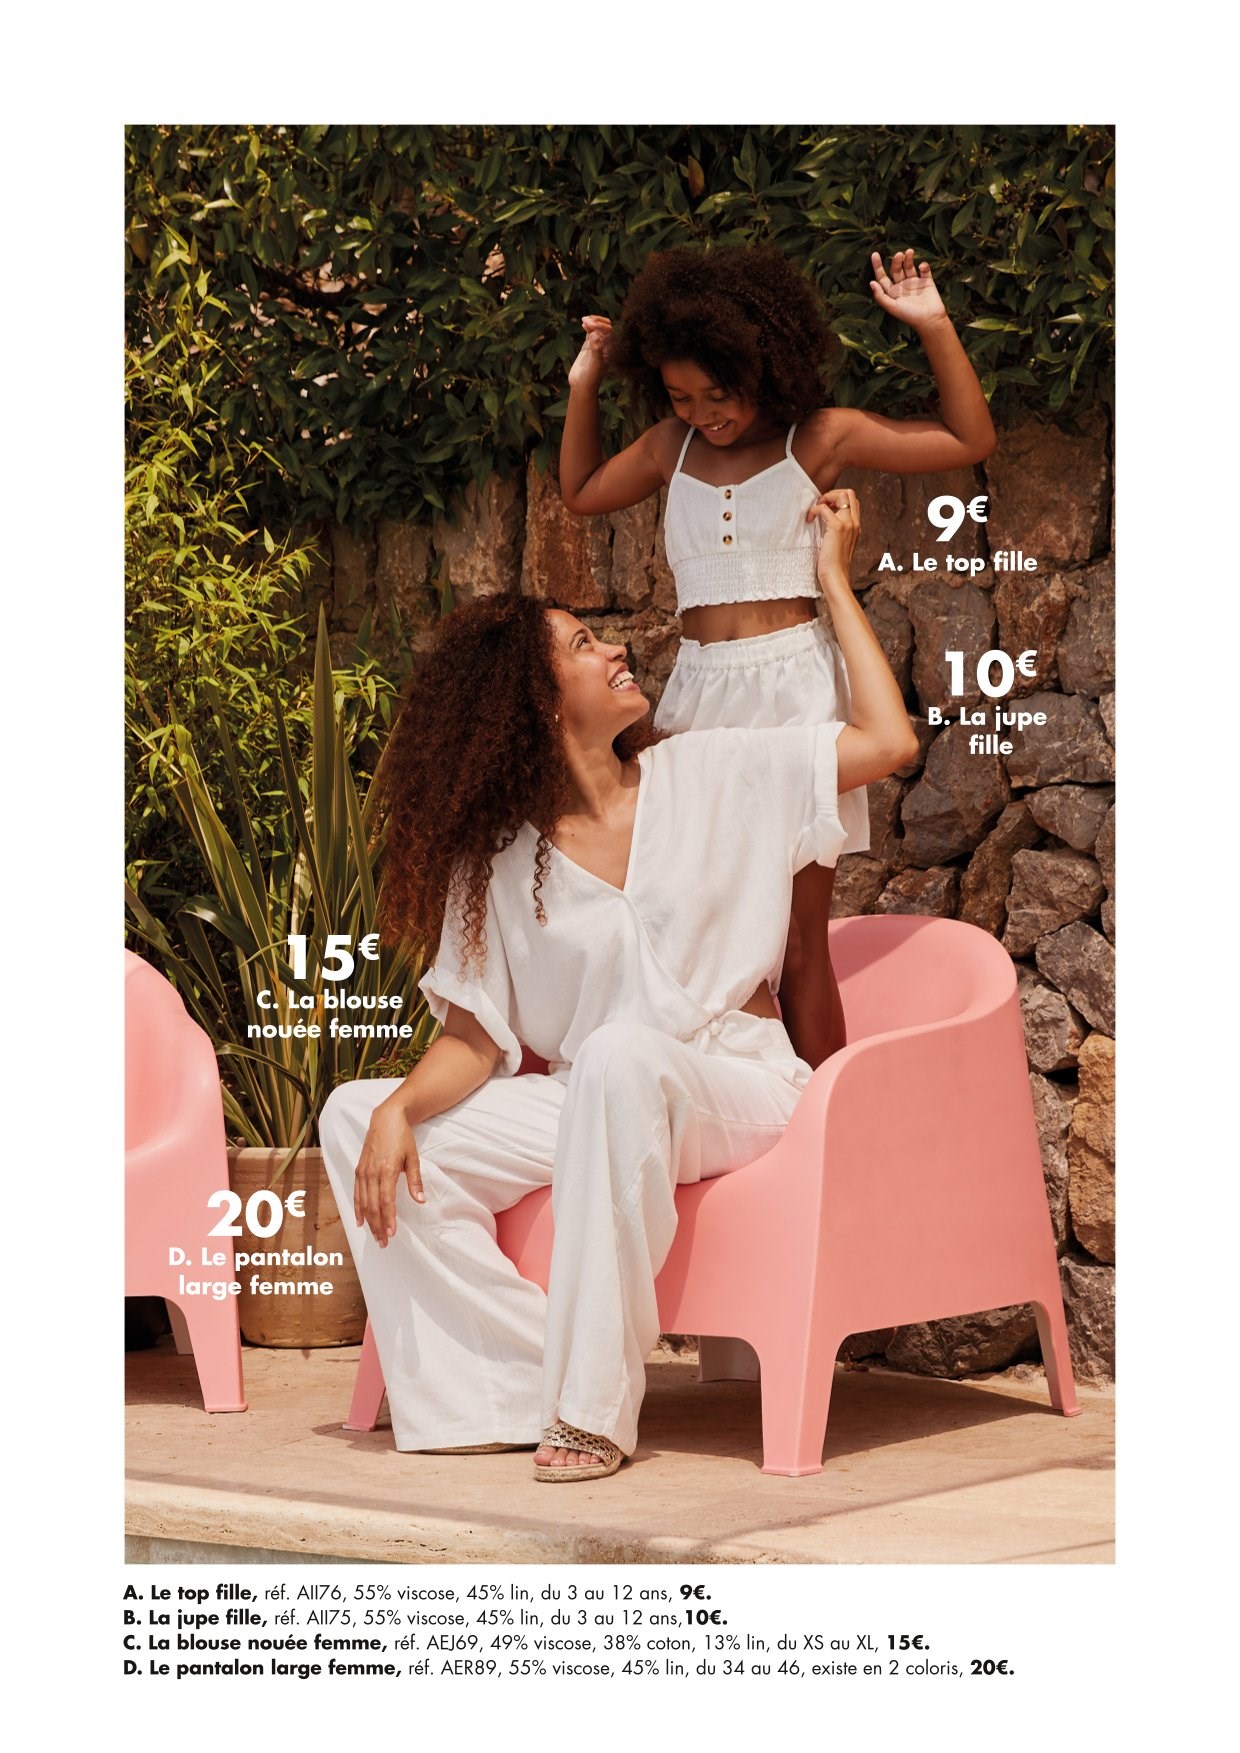 9€
A. Le top fille
10€
B. La jupe
fille
15€
C. La blouse
nouée femme
20€
D. Le pantalon
large femme
A. Le top fille, réf. AII76, 55% viscose, 45% lin, du 3 au 12 ans, 9€.
B. La jupe fille, réf. AII75, 55% viscose, 45% lin, du 3 au 12 ans,10€.
C. La blouse nouée femme, réf. AEJ69, 49% viscose, 38% coton, 13% lin, du XS au XL, 15€.
D. Le pantalon large femme, réf. AER89, 55% viscose, 45% lin, du 34 au 46, existe en 2 coloris, 20€.